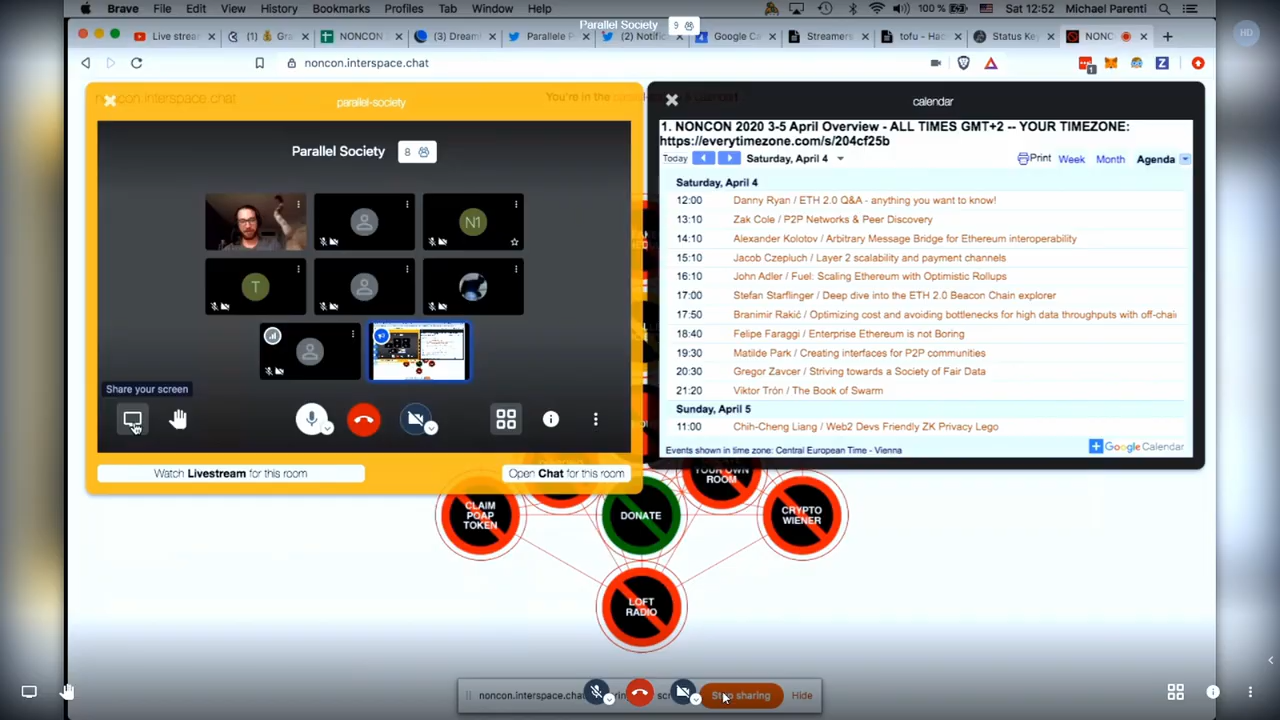 Brave File Edit View History Bookmarks Profiles Tab Window Help 100 % Sat 12:52 Michael Parenti
Parallel Society 9
HD
Live strea
(1)
NONCON
(3) Dream
Parallele P
(2) Notific
Google Ca
Streamers
tofu - Hac
Status Ke
NONC
noncon.interspace.chat
1
parallel-society
calendar
Parallel Society 8
N1
T
Share your screen
Watch Livestream for this room
Open Chat for this room
1. NONCON 2020 3-5 April Overview - ALL TIMES GMT+2 -- YOUR TIMEZONE:
https://everytimezone.com/s/204cf25b
Today Saturday, April 4 Print Week Month Agenda
Saturday, April 4
12:00 Danny Ryan / ETH 2.0 Q&A - anything you want to know!
13:10 Zak Cole / P2P Networks & Peer Discovery
14:10 Alexander Kolotov / Arbitrary Message Bridge for Ethereum interoperability
15:10 Jacob Czepluch / Layer 2 scalability and payment channels
16:10 John Adler / Fuel: Scaling Ethereum with Optimistic Rollups
17:00 Stefan Starflinger / Deep dive into the ETH 2.0 Beacon Chain explorer
17:50 Branimir Rakić / Optimizing cost and avoiding bottlenecks for high data throughputs with off-chai
18:40 Felipe Faraggi / Enterprise Ethereum is not Boring
19:30 Matilde Park / Creating interfaces for P2P communities
20:30 Gregor Zavcer / Striving towards a Society of Fair Data
21:20 Viktor Trón / The Book of Swarm
Sunday, April 5
11:00 Chih-Cheng Liang / Web2 Devs Friendly ZK Privacy Lego
Events shown in time zone: Central European Time - Vienna
Google Calendar
YOUR OWN
ROOM
CLAIM
POAP
TOKEN
DONATE
CRYPTO
WIENER
LOFT
RADIO
noncon.interspace.cha
Stop sharing
Hide